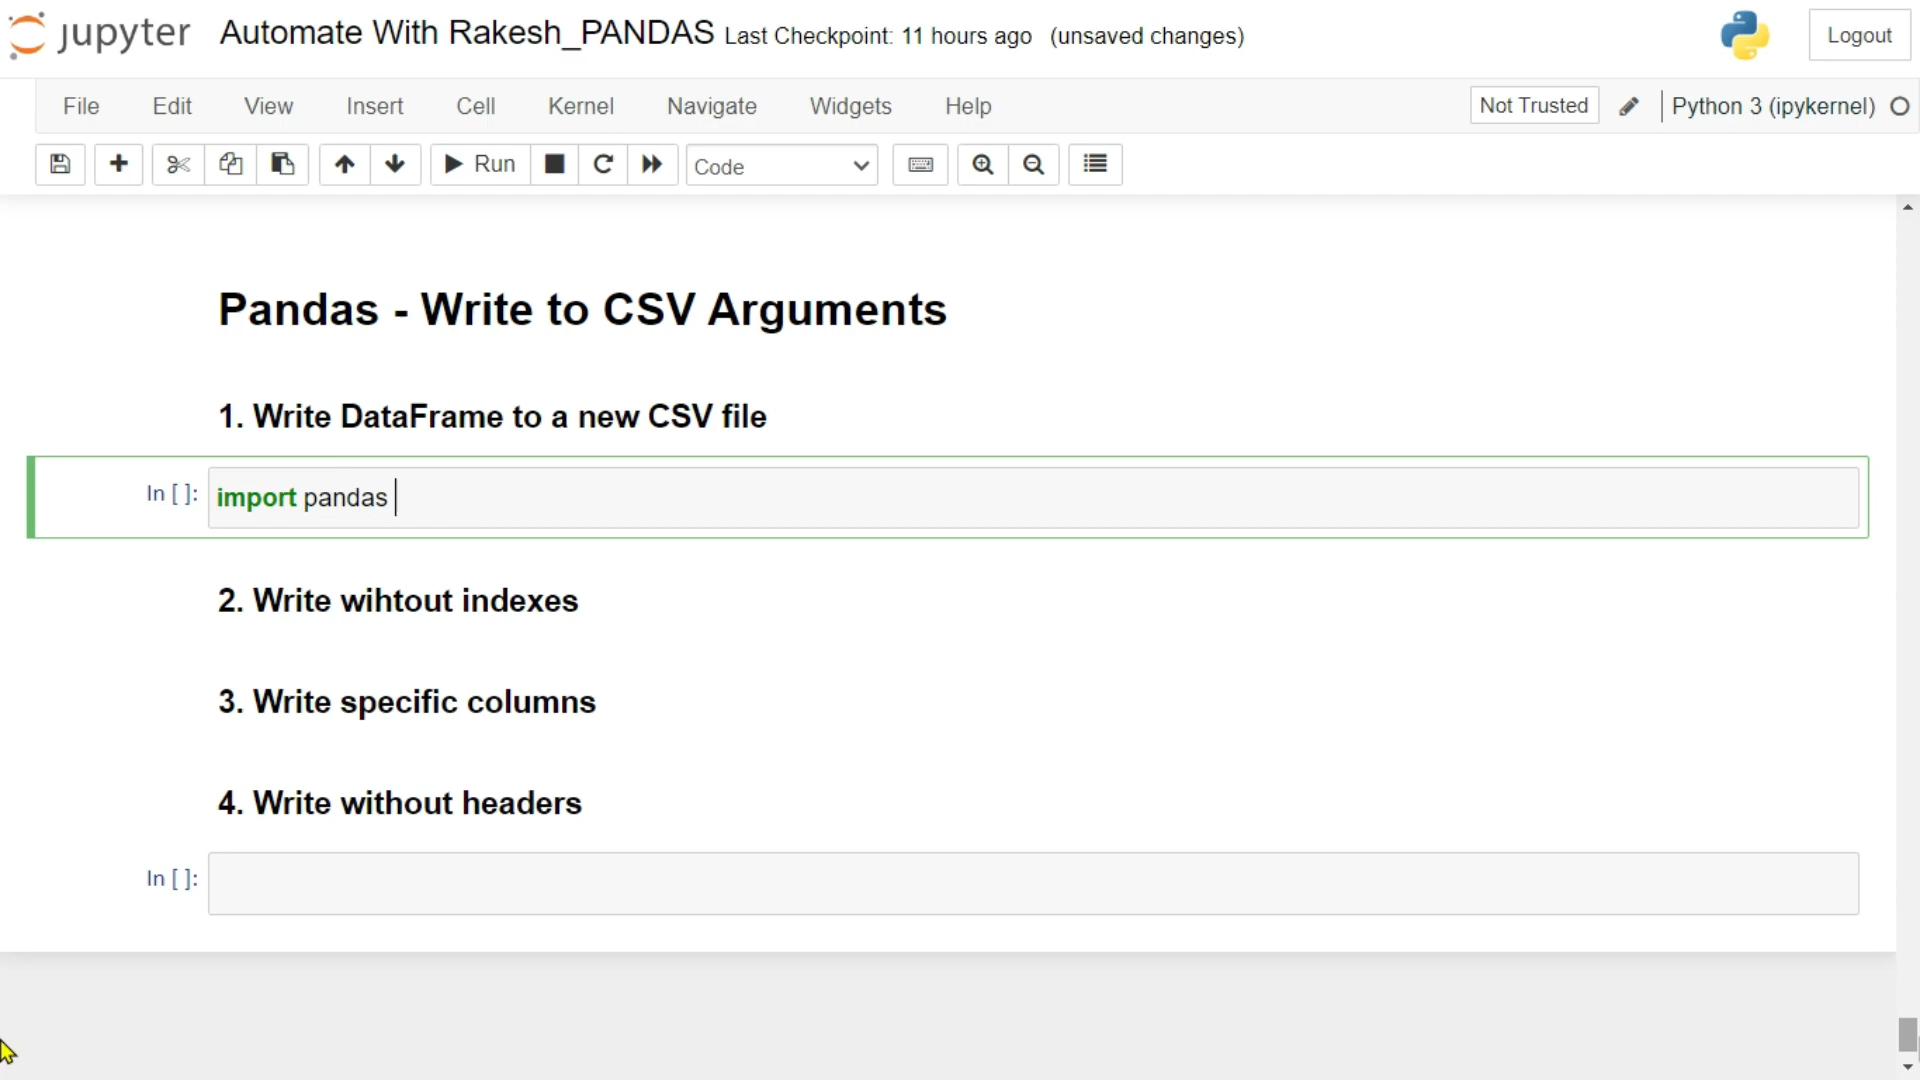 jupyter Automate With Rakesh_PANDAS Last Checkpoint: 11 hours ago (unsaved changes) Logout
File Edit View Insert Cell Kernel Navigate Widgets Help Not Trusted Python 3 (ipykernel)
Run Code
Pandas - Write to CSV Arguments
1. Write DataFrame to a new CSV file
In [ ]: import pandas
2. Write wihtout indexes
3. Write specific columns
4. Write without headers
In [ ]: